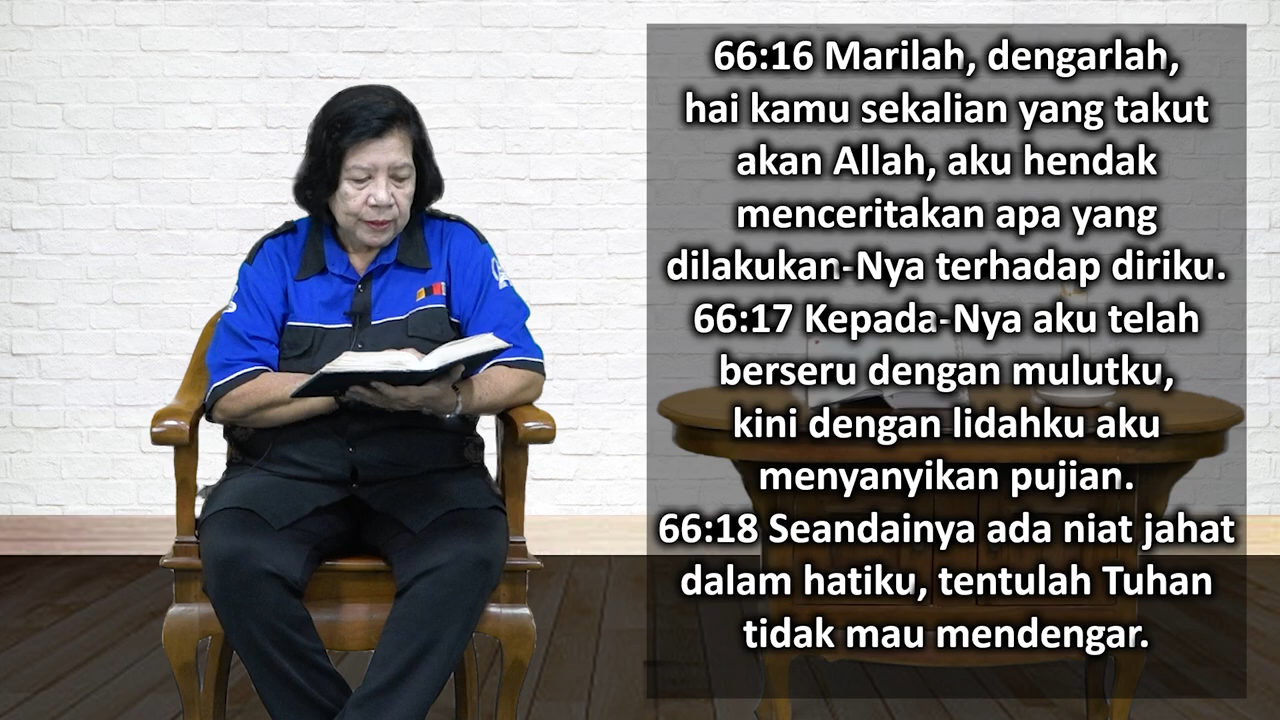 66:16 Marilah, dengarlah,
hai kamu sekalian yang takut
akan Allah, aku hendak
menceritakan apa yang
dilakukan-Nya terhadap diriku.
66:17 Kepada-Nya aku telah
berseru dengan mulutku,
kini dengan lidahku aku
menyanyikan pujian.
66:18 Seandainya ada niat jahat
dalam hatiku, tentulah Tuhan
tidak mau mendengar.